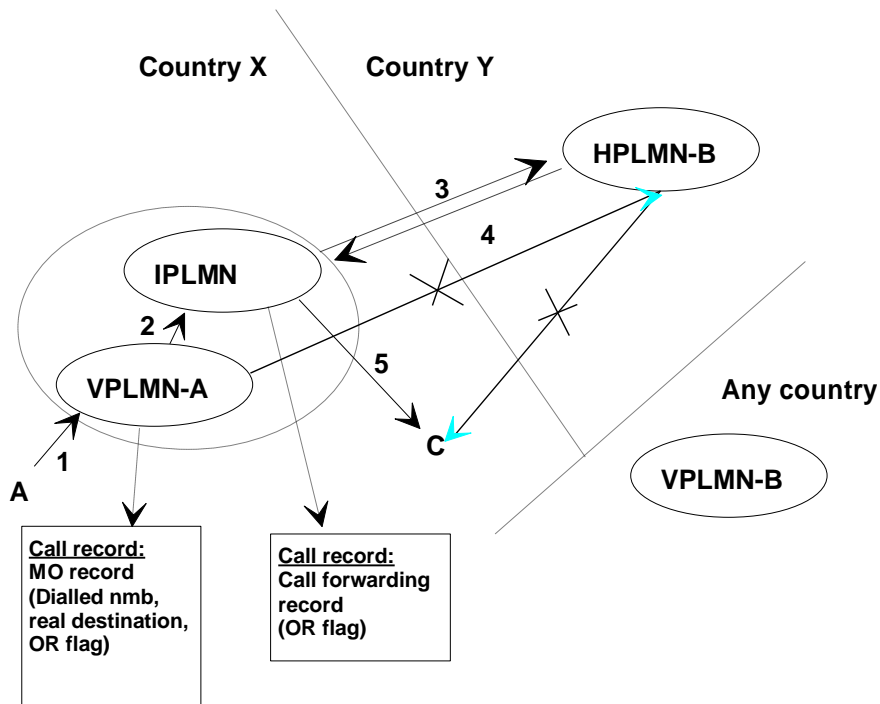 Country X
Country Y
HPLMN-B
3
4
IPLMN
2
5
VPLMN-A
Any country
1
C
A
VPLMN-B
Call record:
MO record
(Dialled nmb,
real destination,
OR flag)
Call record:
Call forwarding
record
(OR flag)